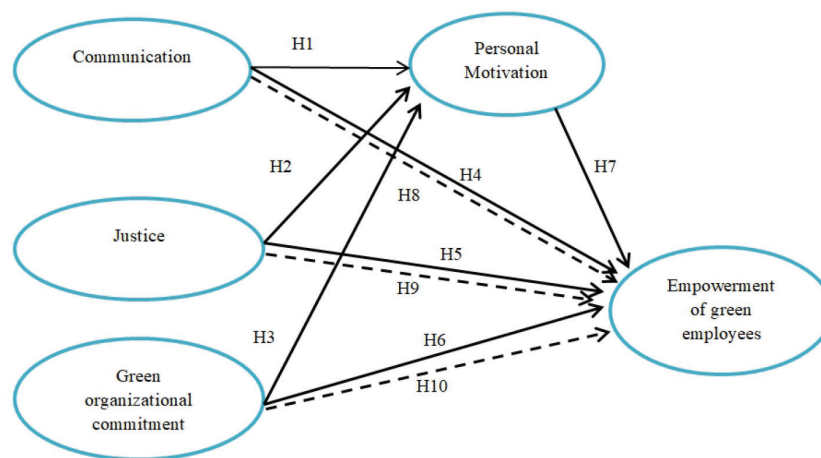 Communication
H1
Personal
Motivation
H2
H4
H7
H8
Justice
H5
H9
Empowerment
of green
employees
H3
H6
Green
organizational
commitment
H10